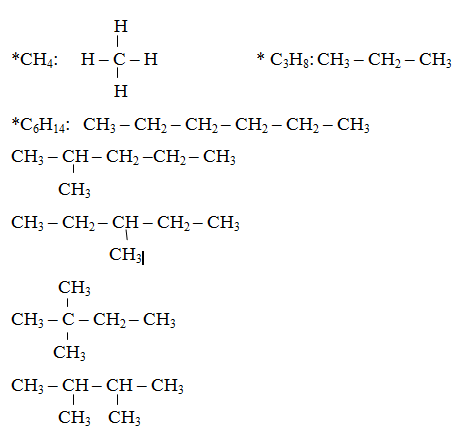 H
*CH₄: H – C – H * C₃H₈: CH₃ – CH₂ – CH₃
H
*C₆H₁₄: CH₃ – CH₂ – CH₂ – CH₂ – CH₂ – CH₃
CH₃ – CH – CH₂ –CH₂ – CH₃
CH₃
CH₃ – CH₂ – CH – CH₂ – CH₃
CH₃
CH₃
CH₃ – C – CH₂ – CH₃
CH₃
CH₃ – CH – CH – CH₃
CH₃ CH₃